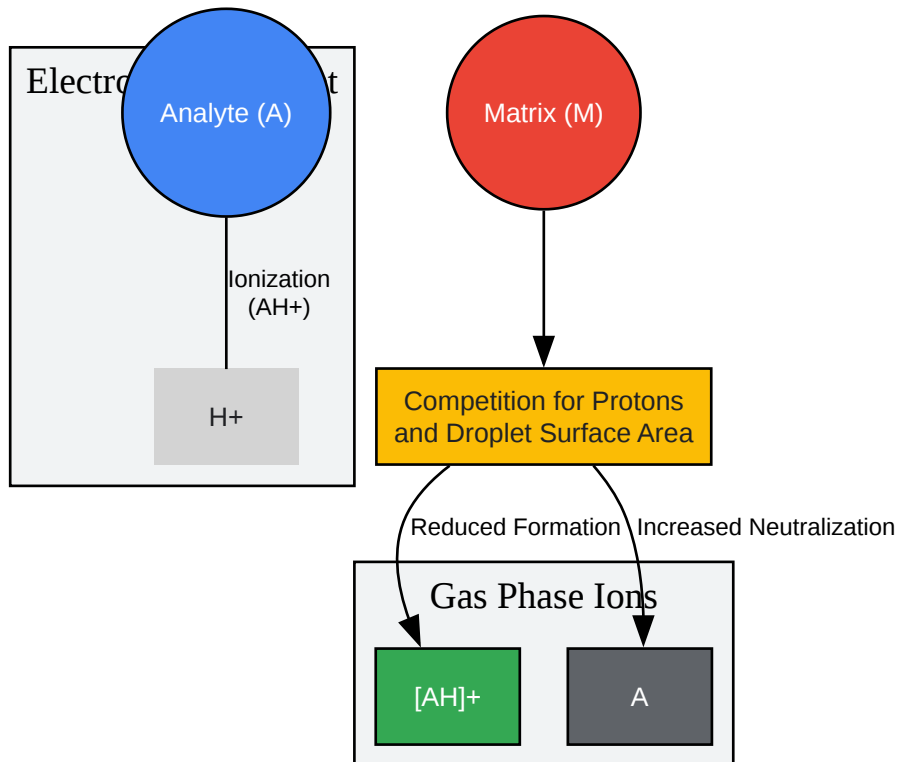 Analyte (A)
Matrix (M)
Ionization
(AH+)
H+
Competition for Protons
and Droplet Surface Area
Reduced Formation
Increased Neutralization
Gas Phase Ions
[AH]+
A